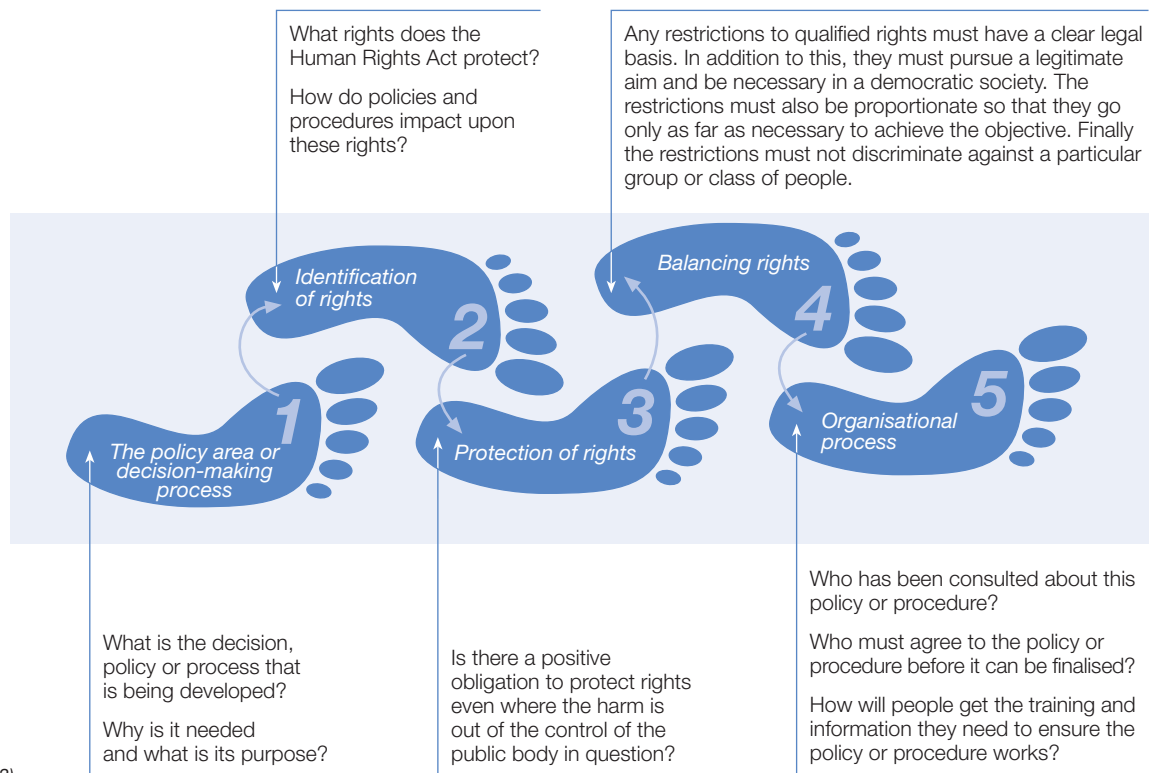 What rights does the
Human Rights Act protect?
How do policies and
procedures impact upon
these rights?
Any restrictions to qualified rights must have a clear legal
basis. In addition to this, they must pursue a legitimate
aim and be necessary in a democratic society. The
restrictions must also be proportionate so that they go
only as far as necessary to achieve the objective. Finally
the restrictions must not discriminate against a particular
group or class of people.
1
The policy area or
decision-making
process
2
Identification
of rights
3
Protection of rights
4
Balancing rights
5
Organisational
process
What is the decision,
policy or process that
is being developed?
Why is it needed
and what is its purpose?
Is there a positive
obligation to protect rights
even where the harm is
out of the control of the
public body in question?
Who has been consulted about this
policy or procedure?
Who must agree to the policy or
procedure before it can be finalised?
How will people get the training and
information they need to ensure the
policy or procedure works?